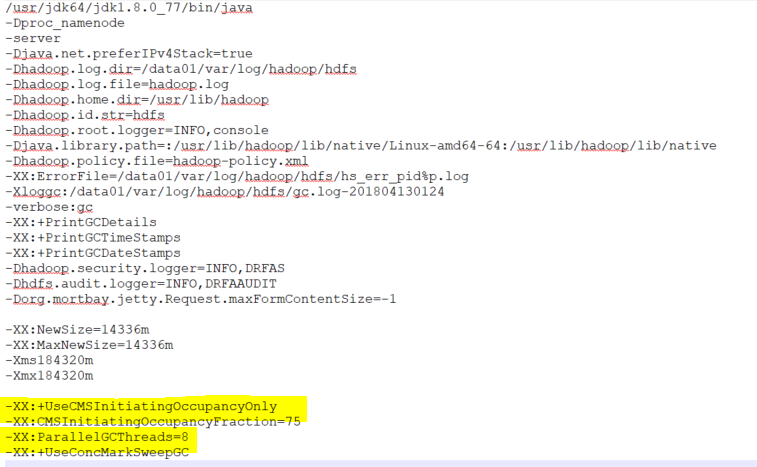 /usr/jdk64/jdk1.8.0_77/bin/java
-Dproc_namenode
-server
-Djava.net.preferIPv4Stack=true
-Dhadoop.log.dir=/data01/var/log/hadoop/hdfs
-Dhadoop.log.file=hadoop.log
-Dhadoop.home.dir=/usr/lib/hadoop
-Dhadoop.id.str=hdfs
-Dhadoop.root.logger=INFO,console
-Djava.library.path=:/usr/lib/hadoop/lib/native/Linux-amd64-64:/usr/lib/hadoop/lib/native
-Dhadoop.policy.file=hadoop-policy.xml
-XX:ErrorFile=/data01/var/log/hadoop/hdfs/hs_err_pid%p.log
-Xloggc:/data01/var/log/hadoop/hdfs/gc.log-201804130124
-verbose:gc
-XX:+PrintGCDetails
-XX:+PrintGCTimeStamps
-XX:+PrintGCDateStamps
-Dhadoop.security.logger=INFO,DRFAS
-Dhdfs.audit.logger=INFO,DRFAAUDIT
-Dorg.mortbay.jetty.Request.maxFormContentSize=-1
-XX:NewSize=14336m
-XX:MaxNewSize=14336m
-Xms184320m
-Xmx184320m
-XX:+UseCMSInitiatingOccupancyOnly
-XX:CMSInitiatingOccupancyFraction=75
-XX:ParallelGCThreads=8
-XX:+UseConcMarkSweepGC